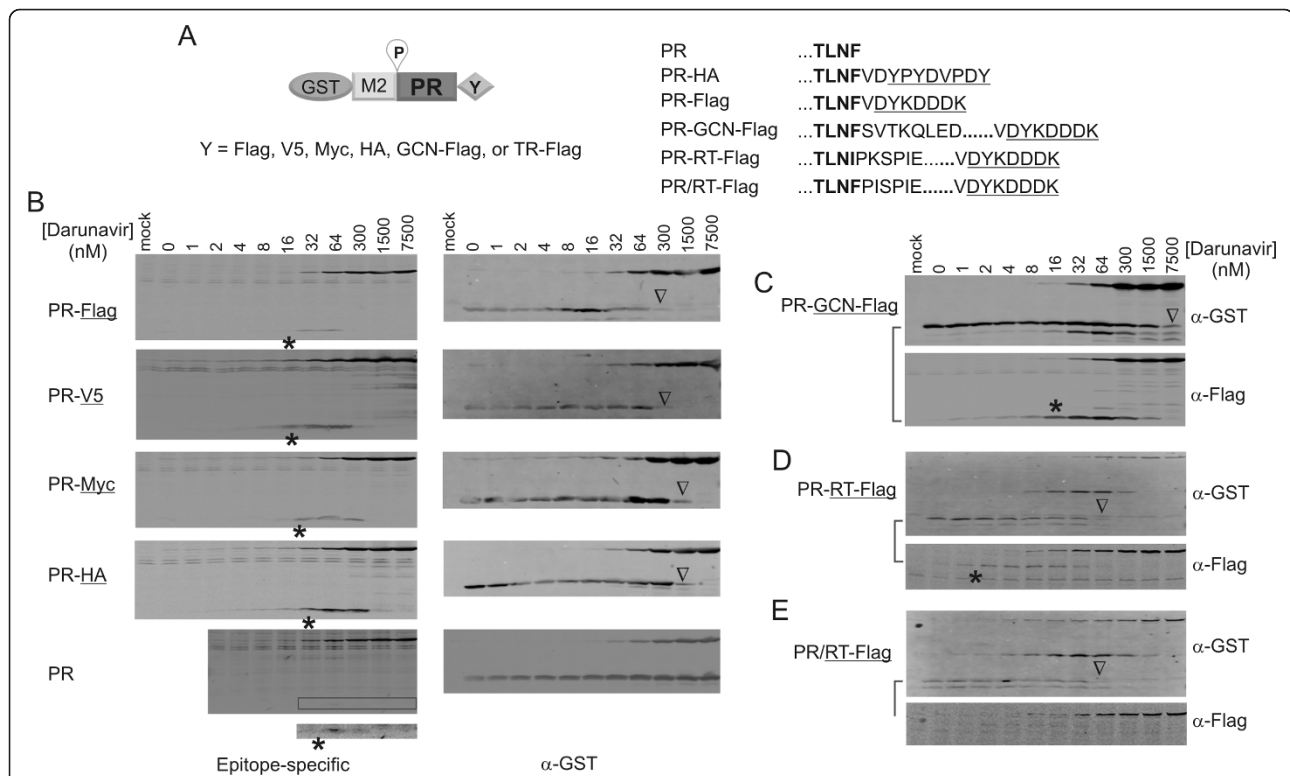 A
P
GST M2 PR Y
Y = Flag, V5, Myc, HA, GCN-Flag, or TR-Flag
PR ...TLNF
PR-HA ...TLNFVDYPYDVPDY
PR-Flag ...TLNFVDYKDDDK
PR-GCN-Flag ...TLNFSVTKQLED......VDYKDDDK
PR-RT-Flag ...TLNIPKSPIE......VDYKDDDK
PR/RT-Flag ...TLNFPISPIE......VDYKDDDK
B
[Darunavir] (nM)
mock 0 1 2 4 8 16 32 64 300 1500 7500
0 1 2 4 8 16 32 64 300 1500 7500
PR-Flag
*
PR-V5
*
PR-Myc
*
PR-HA
*
PR
*
Epitope-specific
α-GST
mock 0 1 2 4 8 16 32 64 300 1500 7500
[Darunavir] (nM)
C
PR-GCN-Flag
α-GST
*
α-Flag
D
PR-RT-Flag
α-GST
*
α-Flag
E
PR/RT-Flag
α-GST
α-Flag